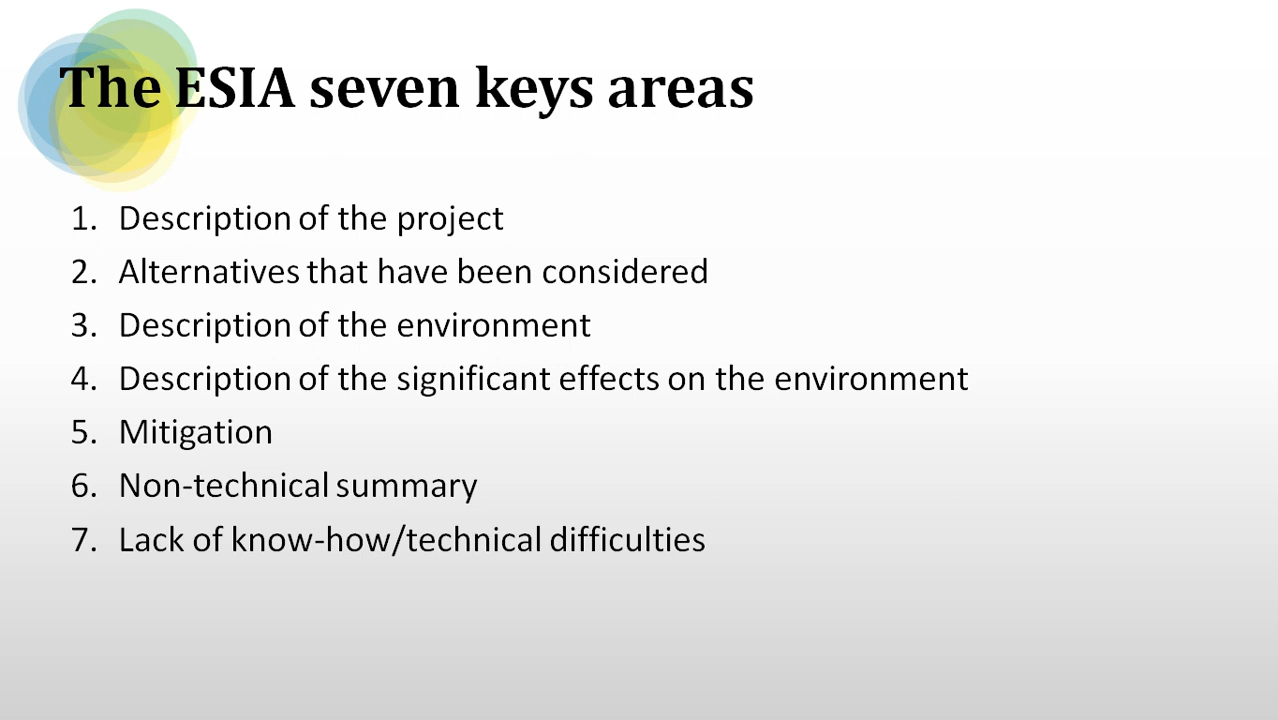 The ESIA seven keys areas
1. Description of the project
2. Alternatives that have been considered
3. Description of the environment
4. Description of the significant effects on the environment
5. Mitigation
6. Non-technical summary
7. Lack of know-how/technical difficulties